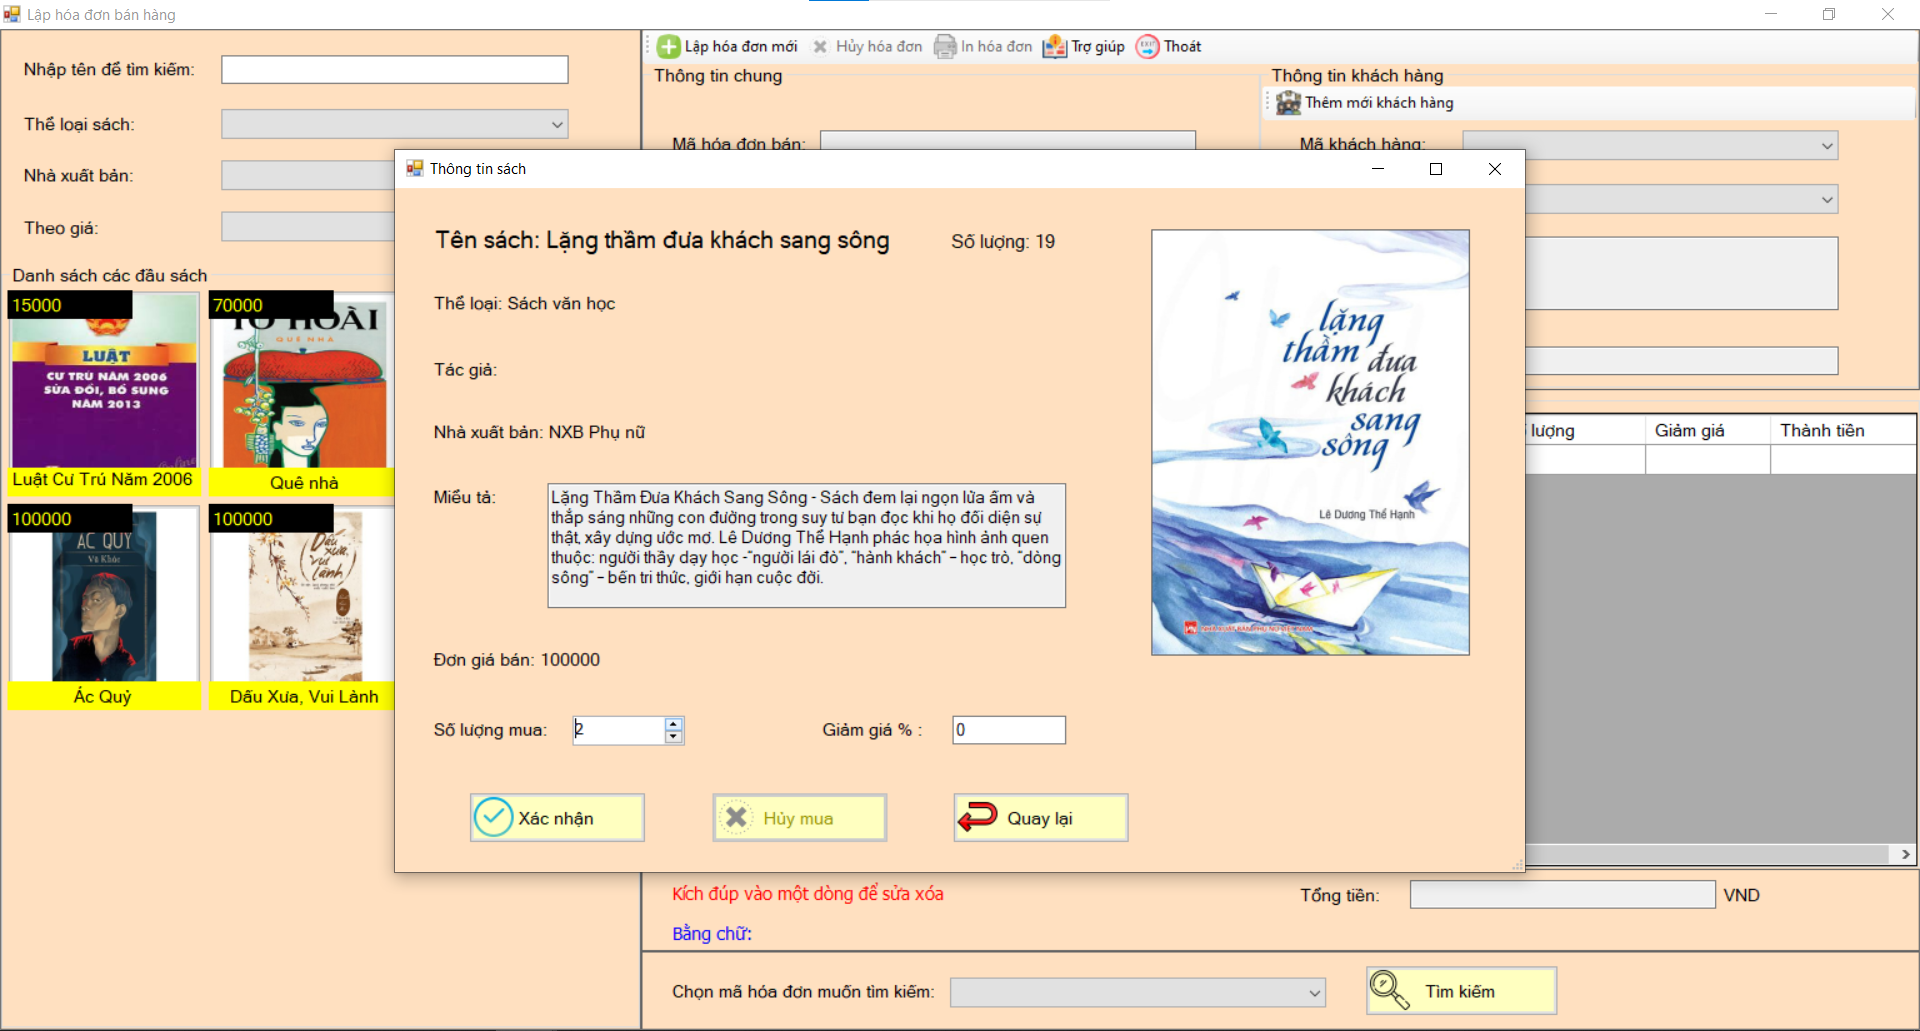 Lập hóa đơn bán hàng
Nhập tên để tìm kiếm:
Thể loại sách:
Nhà xuất bản:
Theo giá:
Danh sách các đầu sách
15000
LUẬT
CƯ TRÚ NĂM 2006
SỬA ĐỔI, BỔ SUNG
NĂM 2013
Luật Cư Trú Năm 2006
70000
TÔ HOÀI
QUÊ NHÀ
Quê nhà
100000
ÁC QUỶ
Ác Quỷ
100000
Dấu xưa,
vui lành
Dấu Xưa, Vui Lành
Lập hóa đơn mới Hủy hóa đơn In hóa đơn Trợ giúp EXIT Thoát
Thông tin chung
Mã hóa đơn bán:
Thông tin khách hàng
Thêm mới khách hàng
Mã khách hàng:
Thông tin sách
Tên sách: Lặng thầm đưa khách sang sông
Số lượng: 19
Thể loại: Sách văn học
Tác giả:
Nhà xuất bản: NXB Phụ nữ
Miểu tả:
Lặng Thầm Đưa Khách Sang Sông - Sách đem lại ngọn lửa ấm và
thắp sáng những con đường trong suy tư bạn đọc khi họ đối diện sự
thật, xây dựng ước mơ. Lê Dương Thể Hạnh phác họa hình ảnh quen
thuộc: người thầy dạy học -“người lái đò”, “hành khách” – học trò, “dòng
sông” – bến tri thức, giới hạn cuộc đời.
Đơn giá bán: 100000
Số lượng mua: 2
Giảm giá % : 0
Xác nhận
Hủy mua
Quay lại
lặng
thầm đưa
khách
sang
sông
Lê Dương Thể Hạnh
lượng Giảm giá Thành tiền
Kích đúp vào một dòng để sửa xóa
Tổng tiền: VND
Bằng chữ:
Chọn mã hóa đơn muốn tìm kiếm:
Tìm kiếm